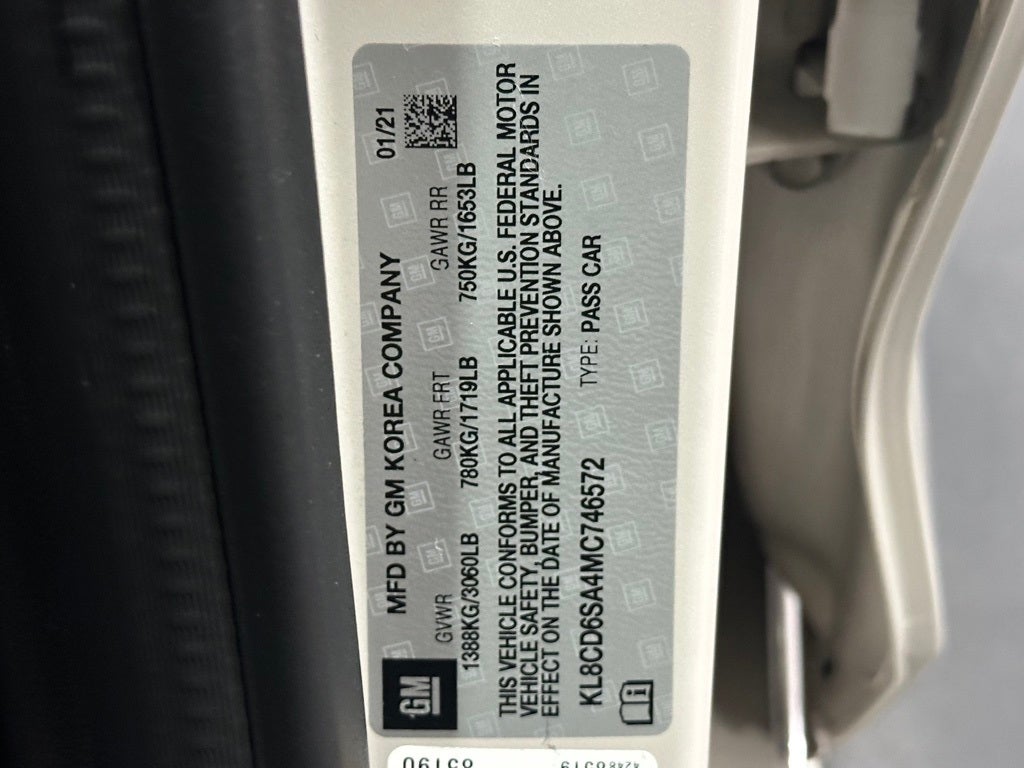 GM
MFD BY GM KOREA COMPANY 01/21
GVWR GAWR FRT GAWR RR
1388KG/3060LB 780KG/1719LB 750KG/1653LB
THIS VEHICLE CONFORMS TO ALL APPLICABLE U.S. FEDERAL MOTOR
VEHICLE SAFETY, BUMPER, AND THEFT PREVENTION STANDARDS IN
EFFECT ON THE DATE OF MANUFACTURE SHOWN ABOVE.
KL8CD6SA4MC746572 TYPE: PASS CAR